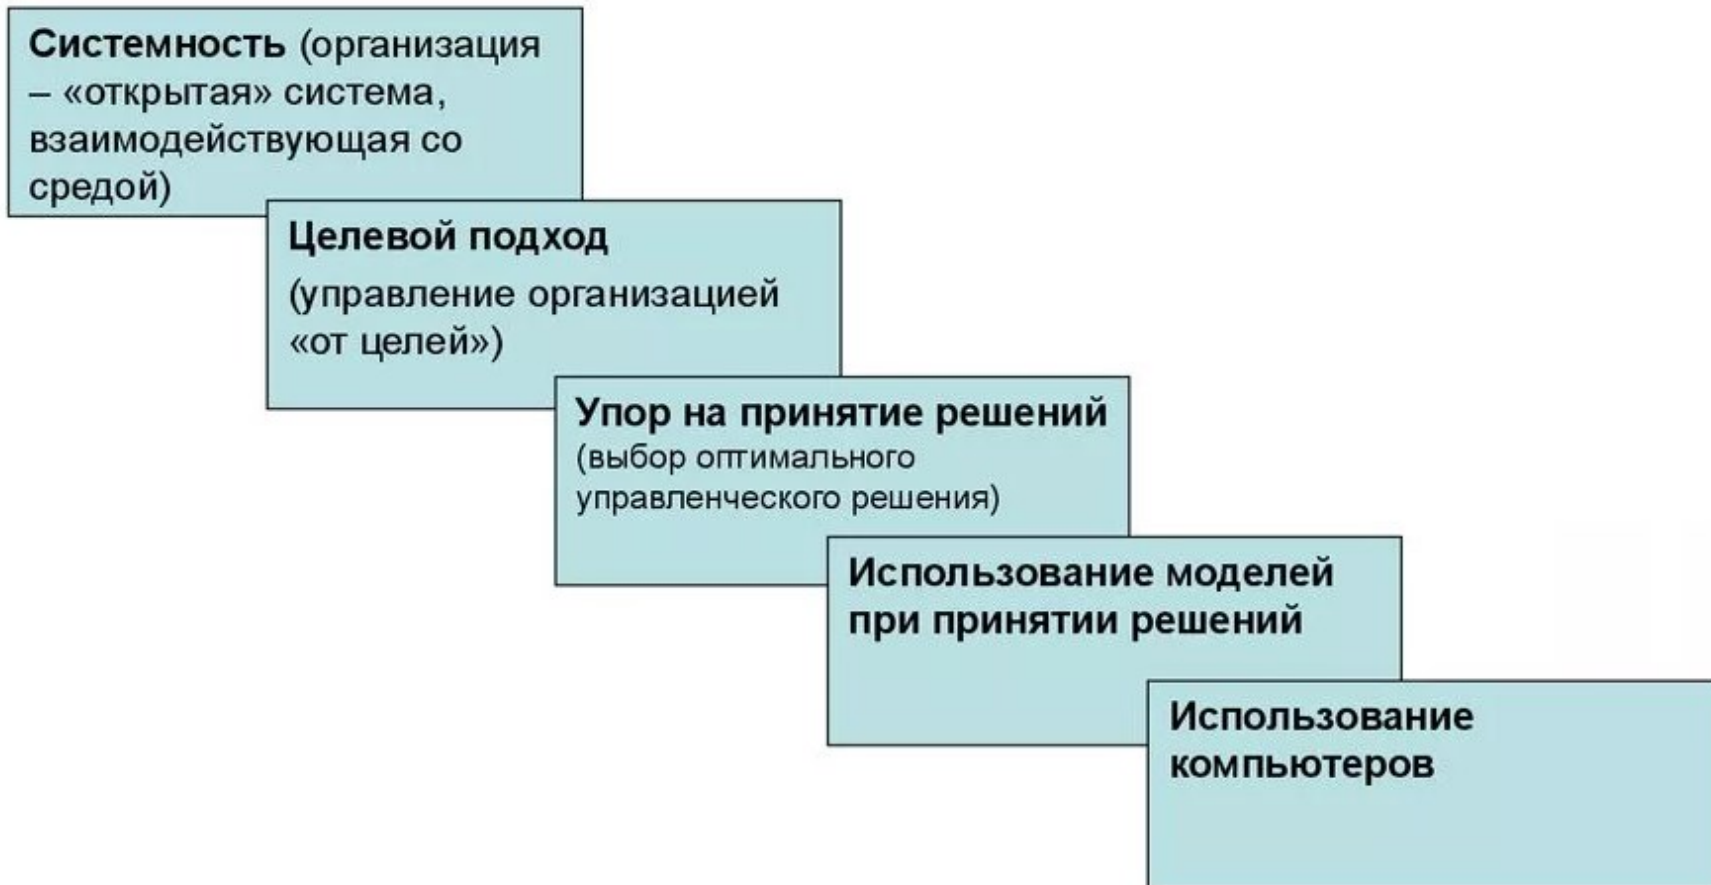 Системность (организация
– «открытая» система,
взаимодействующая со
средой)
Целевой подход
(управление организацией
«от целей»)
Упор на принятие решений
(выбор оптимального
управленческого решения)
Использование моделей
при принятии решений
Использование
компьютеров